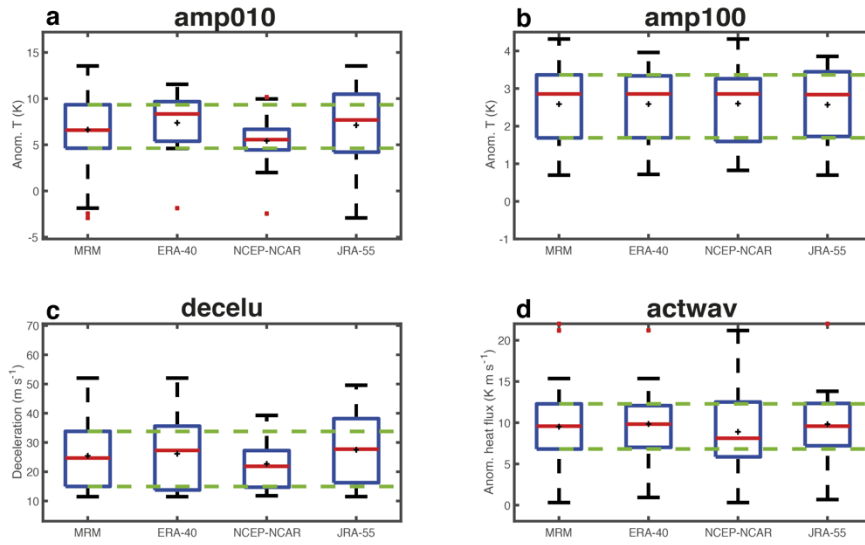 a amp010
Anom. T (K)
15
10
5
0
-5
MRM ERA-40 NCEP-NCAR JRA-55
b amp100
Anom. T (K)
4
3
2
1
0
-1
MRM ERA-40 NCEP-NCAR JRA-55
c decelu
Deceleration (m s⁻¹)
70
60
50
40
30
20
10
MRM ERA-40 NCEP-NCAR JRA-55
d actwav
Anom. heat flux (K m s⁻¹)
20
15
10
5
0
MRM ERA-40 NCEP-NCAR JRA-55